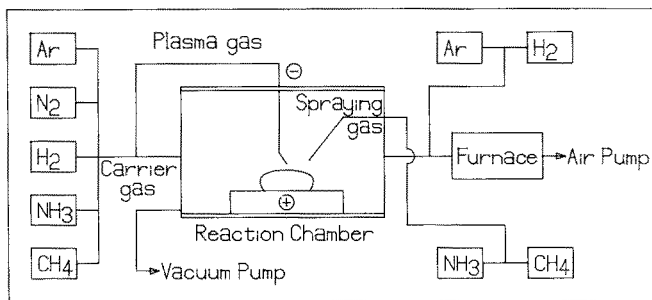 Ar
N2
H2
NH3
CH4
Plasma gas
Carrier
gas
⊖
Spraying
gas
⊕
Reaction Chamber
Vacuum Pump
Ar
H2
Furnace
Air Pump
NH3
CH4